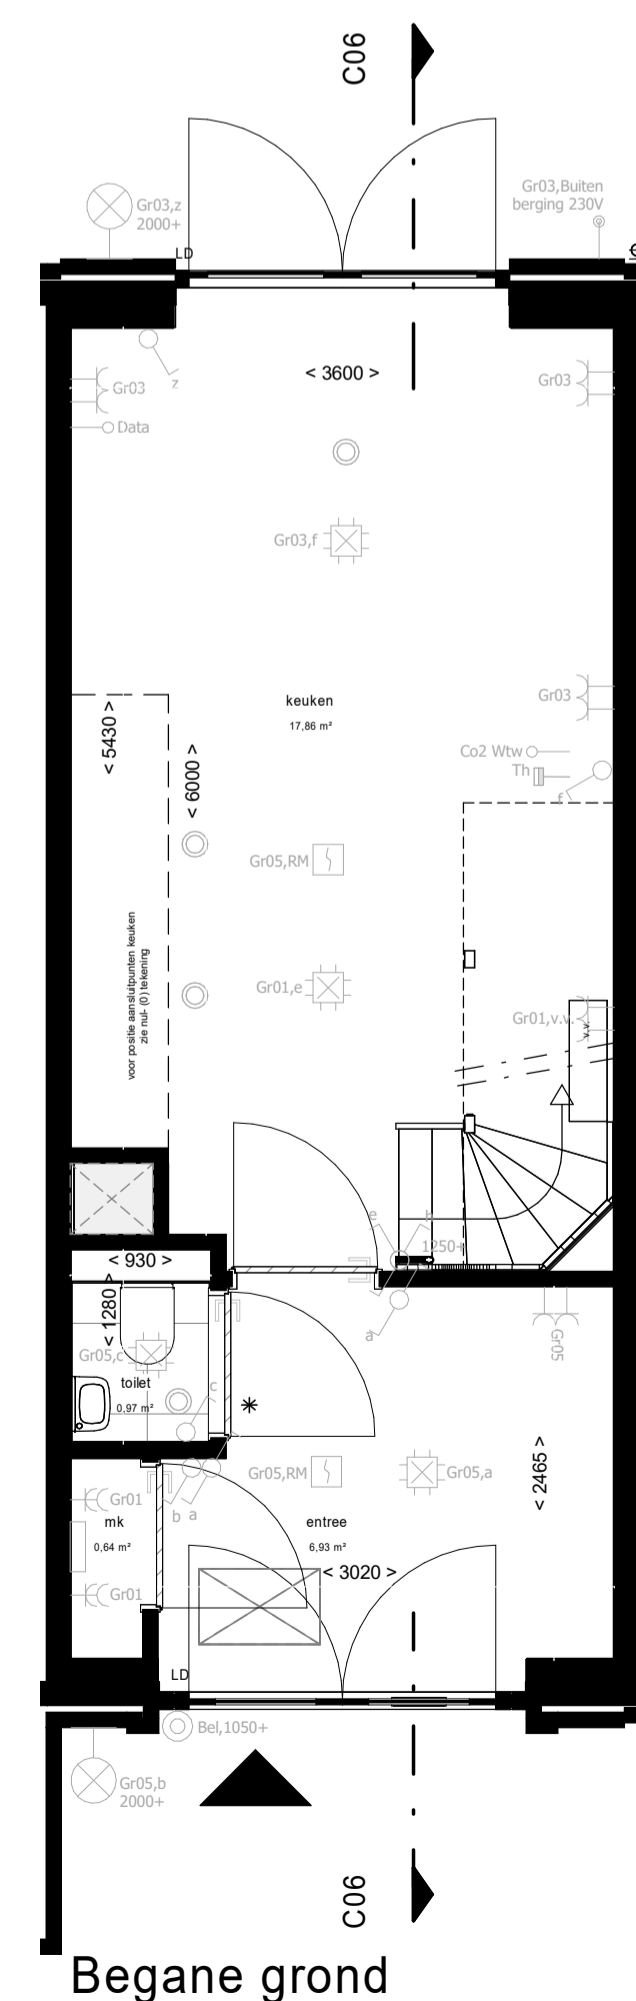 C06
Gr03,z
2000+
Gr03,Buiten
berging 230V
LD
< 3600 >
z
Gr03
Gr03
Data
Gr03,f
keuken
17,86 m²
Gr03
< 5430 >
< 6000 >
Co2 Wtw
Th
f
Gr05,RM
voor positie aansluitpunten keuken
zie nul- (0) tekening
Gr01,e
Gr01,v.v.
v.v.
e
f
1250+
< 930 >
< 1280 >
a
Gr05
Gr05,c
toilet
0,97 m²
c
*
Gr05,RM
Gr05,a
< 2465 >
Gr01
b
a
mk
0,64 m²
entree
6,93 m²
< 3020 >
Gr01
LD
Bel,1050+
Gr05,b
2000+
C06
Begane grond